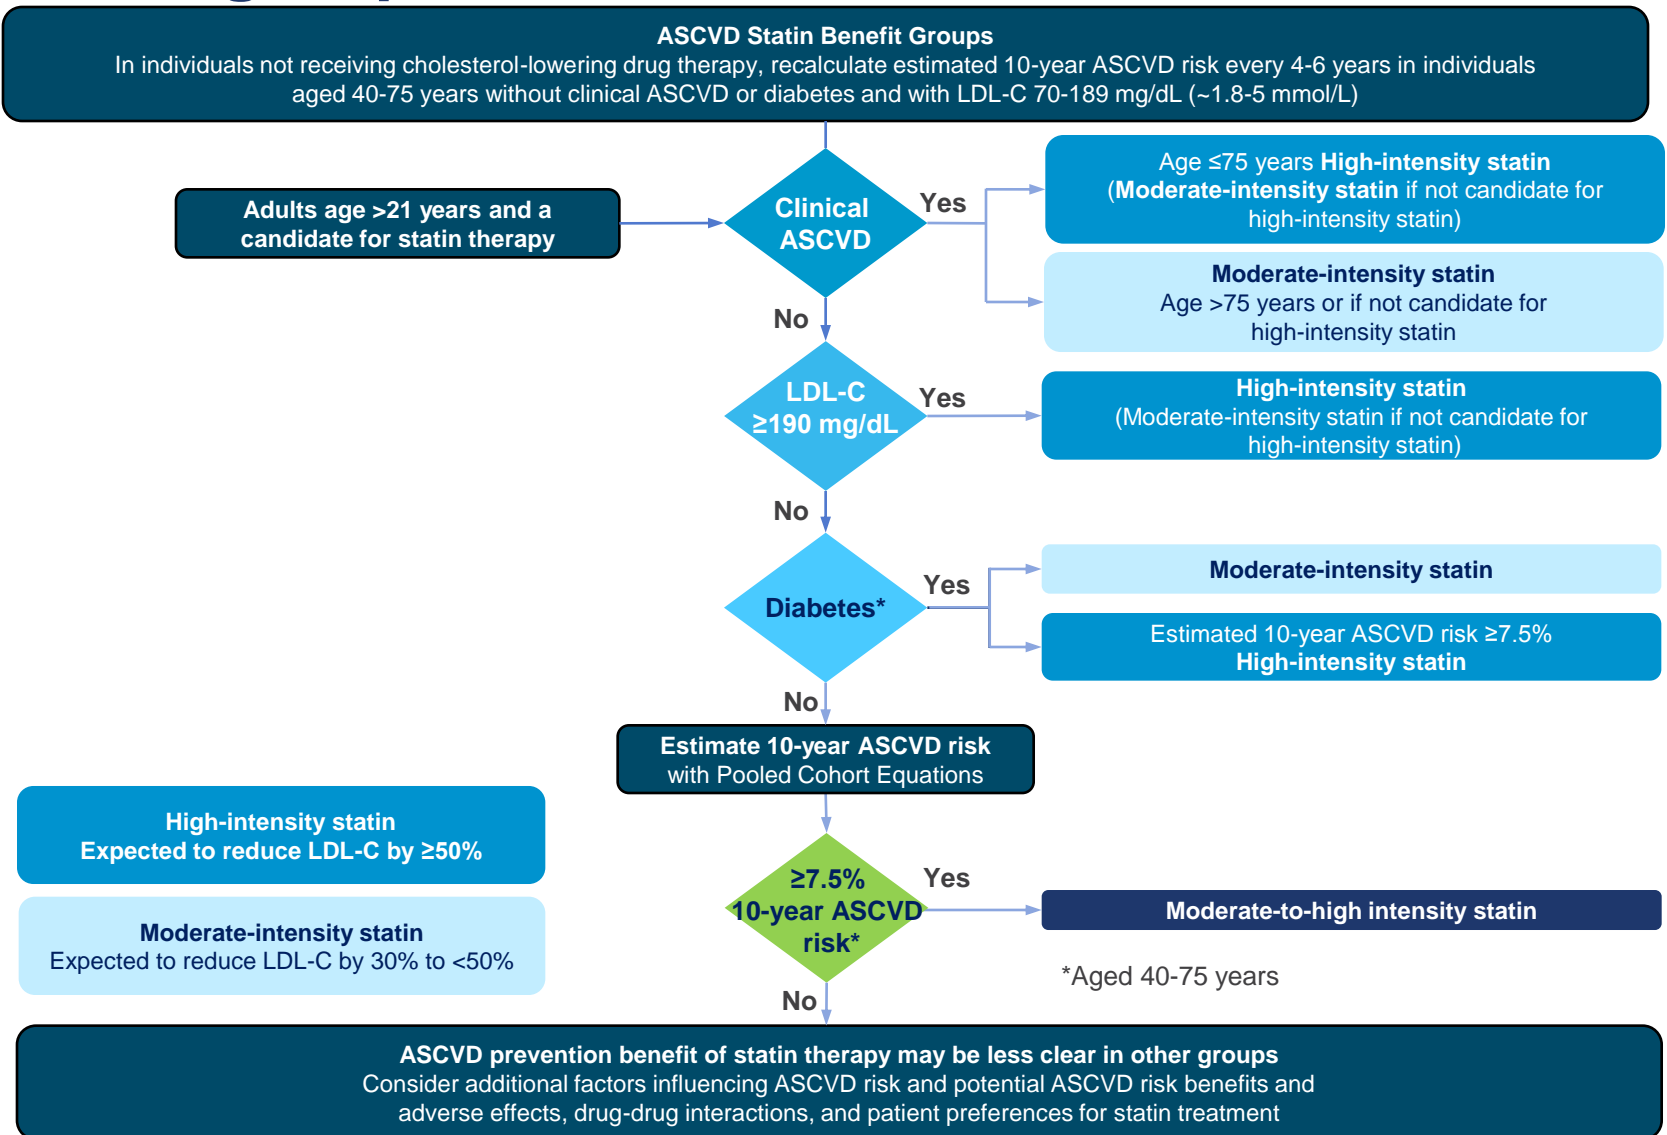 ASCVD Statin Benefit Groups
In individuals not receiving cholesterol-lowering drug therapy, recalculate estimated 10-year ASCVD risk every 4-6 years in individuals
aged 40-75 years without clinical ASCVD or diabetes and with LDL-C 70-189 mg/dL (~1.8-5 mmol/L)
Adults age >21 years and a
candidate for statin therapy
Clinical
ASCVD
Yes
Age ≤75 years High-intensity statin
(Moderate-intensity statin if not candidate for
high-intensity statin)
Moderate-intensity statin
Age >75 years or if not candidate for
high-intensity statin
No
LDL-C
≥190 mg/dL
Yes
High-intensity statin
(Moderate-intensity statin if not candidate for
high-intensity statin)
No
Diabetes*
Yes
Moderate-intensity statin
Estimated 10-year ASCVD risk ≥7.5%
High-intensity statin
No
Estimate 10-year ASCVD risk
with Pooled Cohort Equations
High-intensity statin
Expected to reduce LDL-C by ≥50%
Moderate-intensity statin
Expected to reduce LDL-C by 30% to <50%
≥7.5%
10-year ASCVD
risk*
Yes
Moderate-to-high intensity statin
*Aged 40-75 years
No
ASCVD prevention benefit of statin therapy may be less clear in other groups
Consider additional factors influencing ASCVD risk and potential ASCVD risk benefits and
adverse effects, drug-drug interactions, and patient preferences for statin treatment